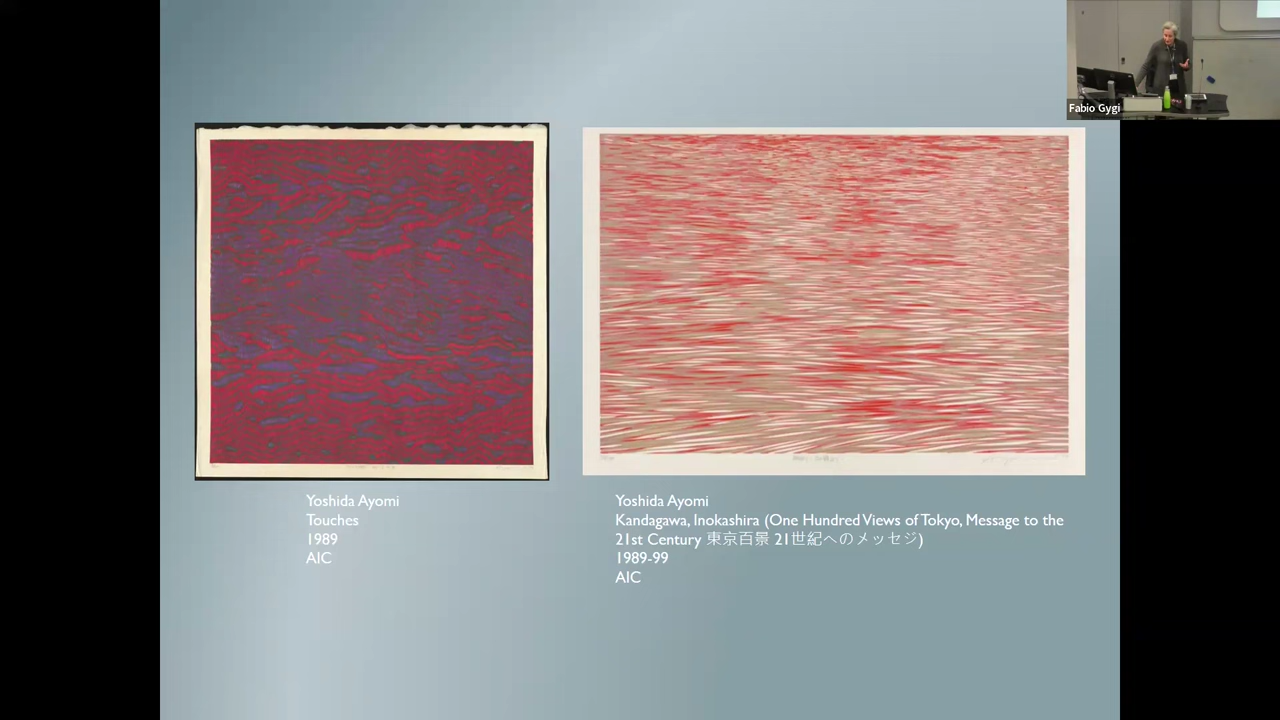 Fabio Gygi
Yoshida Ayomi
Touches
1989
AIC
Yoshida Ayomi
Kandagawa, Inokashira (One Hundred Views of Tokyo, Message to the
21st Century 東京百景 21世紀へのメッセジ)
1989-99
AIC